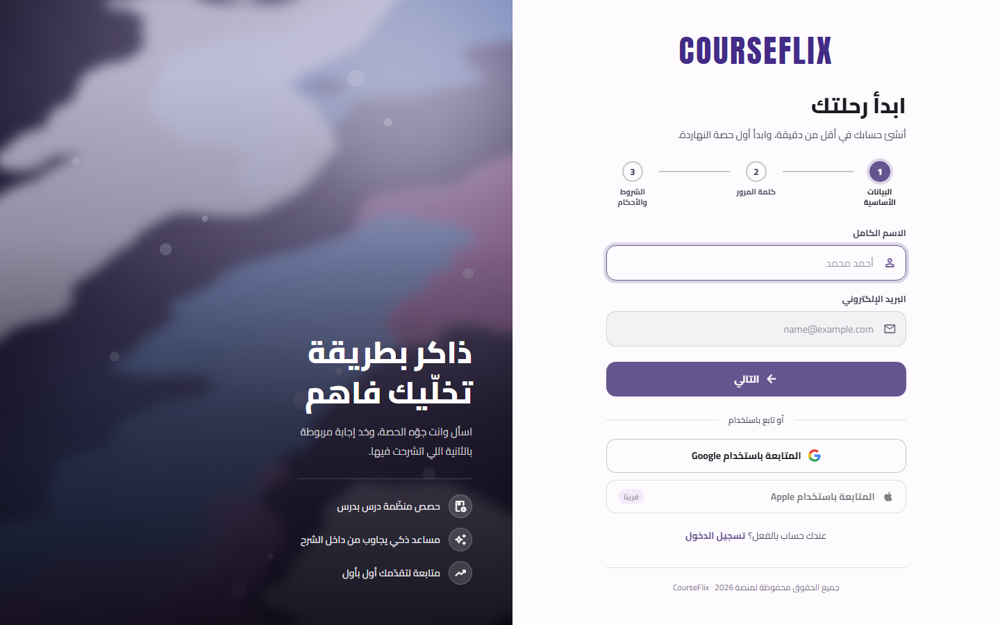 COURSEFLIX
ابدأ رحلتك
أنشئ حسابك في أقل من دقيقة، وابدأ أول حصة النهاردة.
1
2
3
البيانات
الأساسية
كلمة المرور
الشروط
والأحكام
الاسم الكامل
أحمد محمد
البريد الإلكتروني
name@example.com
التالي
أو تابع باستخدام
المتابعة باستخدام Google
المتابعة باستخدام Apple
قريبًا
عندك حساب بالفعل؟ تسجيل الدخول
جميع الحقوق محفوظة لمنصة CourseFlix · 2026
ذاكر بطريقة
تخلّيك فاهم
اسأل وانت جوّه الحصة، وخد إجابة مربوطة
بالثانية اللي اتشرحت فيها.
حصص منظّمة درس بدرس
مساعد ذكي يجاوب من داخل الشرح
متابعة لتقدّمك أول بأول